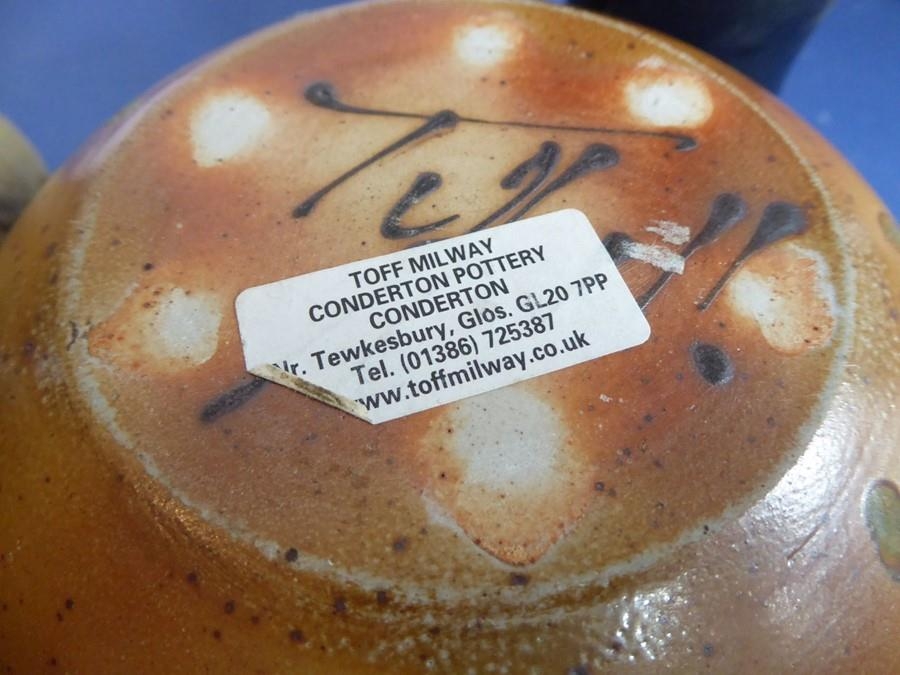 Toff
TOFF MILWAY
CONDERTON POTTERY
CONDERTON
Nr. Tewkesbury, Glos. GL20 7PP
Tel. (01386) 725387
www.toffmilway.co.uk